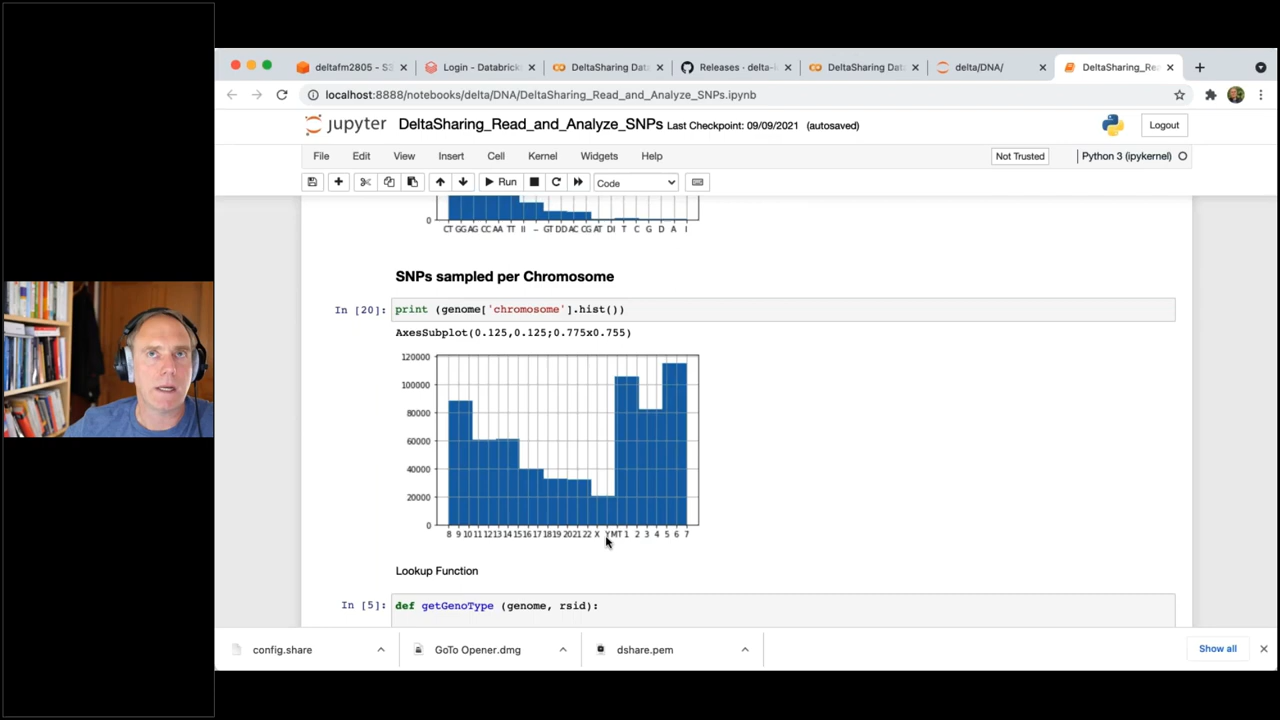 deltafm2805 - S3
Login - Databrick
DeltaSharing Dat
Releases · delta-i
DeltaSharing Dat
delta/DNA/
DeltaSharing_Rea
localhost:8888/notebooks/delta/DNA/DeltaSharing_Read_and_Analyze_SNPs.ipynb
jupyter DeltaSharing_Read_and_Analyze_SNPs Last Checkpoint: 09/09/2021 (autosaved)
Logout
File Edit View Insert Cell Kernel Widgets Help
Not Trusted
Python 3 (ipykernel)
Run
Code
0
CT GG AG CC AA TT II -- GT DD AC CG AT DI T C G D A I
SNPs sampled per Chromosome
In [20]: print (genome['chromosome'].hist())
AxesSubplot(0.125,0.125;0.775x0.755)
120000
100000
80000
60000
40000
20000
0
8 9 10 11 12 13 14 15 16 17 18 19 20 21 22 X Y MT 1 2 3 4 5 6 7
Lookup Function
In [5]: def getGenoType (genome, rsid):
config.share
GoTo Opener.dmg
dshare.pem
Show all